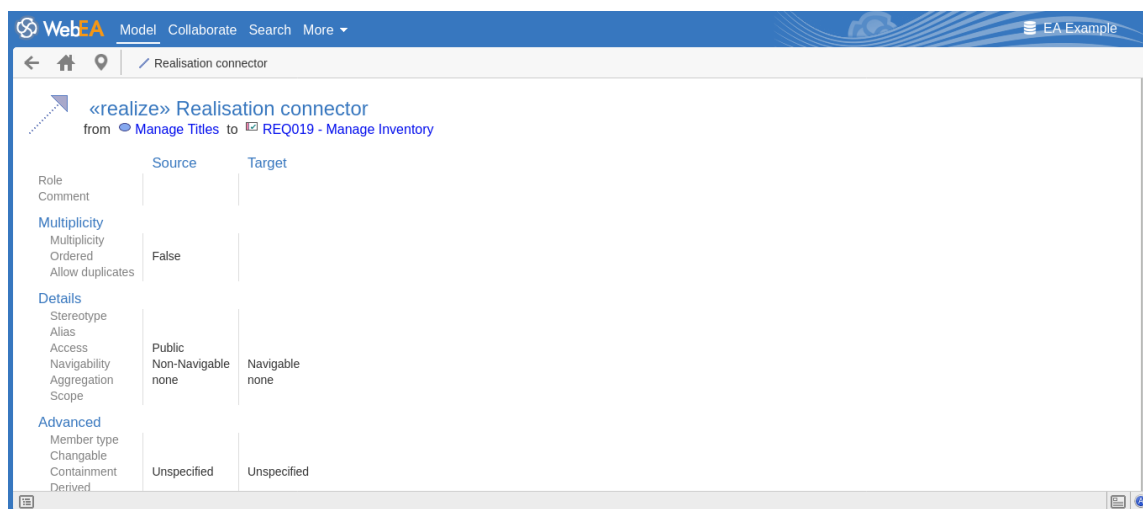 WebEA Model Collaborate Search More EA Example
Realisation connector
«realize» Realisation connector
from Manage Titles to REQ019 - Manage Inventory
Source Target
Role
Comment
Multiplicity
Multiplicity
Ordered False
Allow duplicates
Details
Stereotype
Alias
Access Public
Navigability Non-Navigable Navigable
Aggregation none none
Scope
Advanced
Member type
Changable
Containment Unspecified Unspecified
Derived